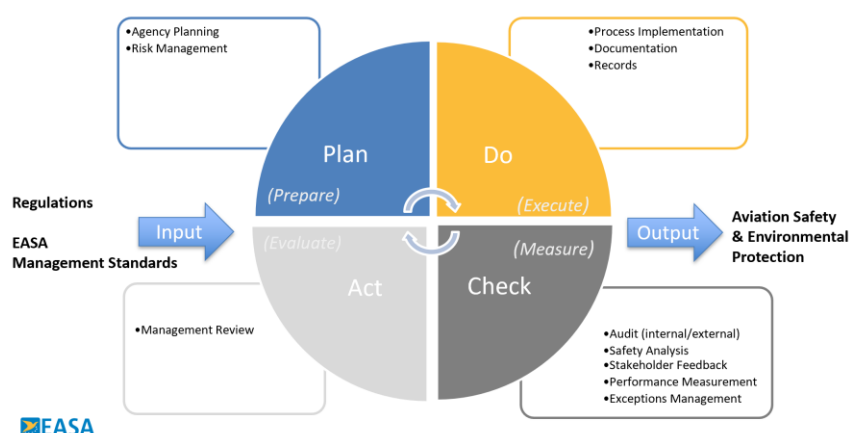 •Agency Planning
•Risk Management
•Process Implementation
•Documentation
•Records
Plan
Do
(Prepare)
(Execute)
Regulations
EASA
Management Standards
Input
Output
Aviation Safety
& Environmental
Protection
(Evaluate)
(Measure)
Act
Check
•Management Review
•Audit (internal/external)
•Safety Analysis
•Stakeholder Feedback
•Performance Measurement
•Exceptions Management
EASA